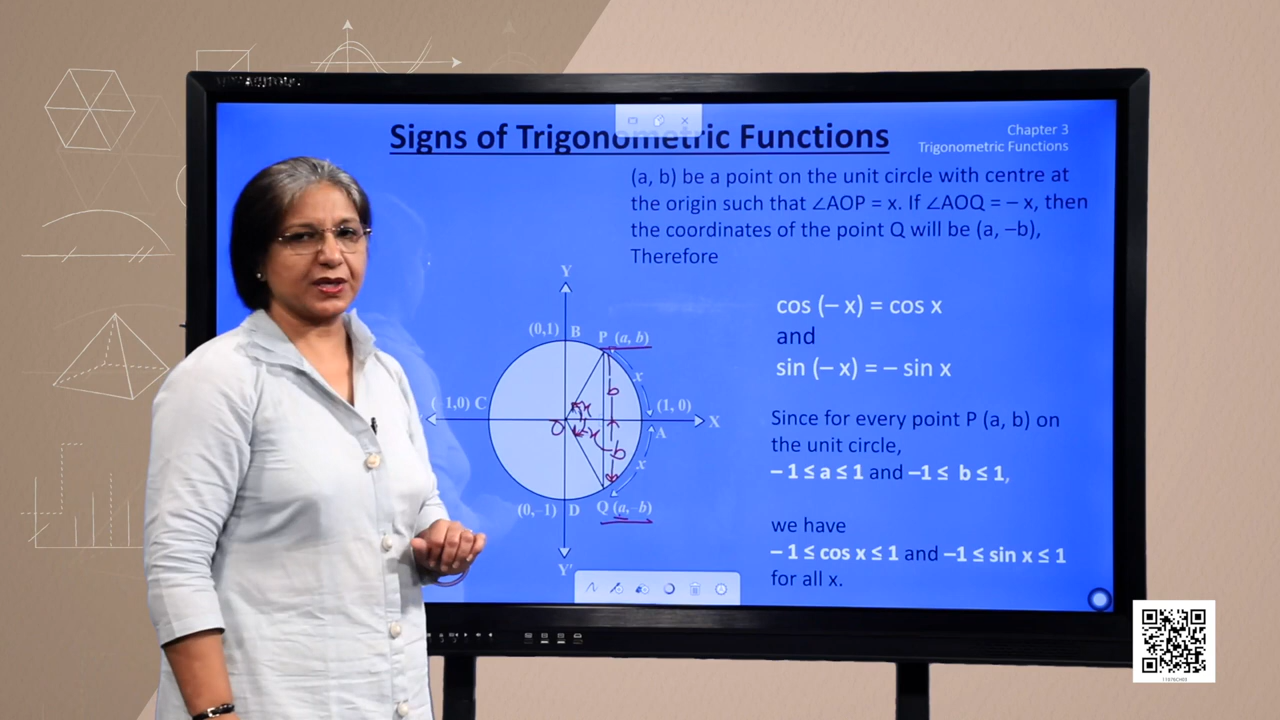 Signs of Trigonometric Functions
Chapter 3
Trigonometric Functions
(a, b) be a point on the unit circle with centre at
the origin such that ∠AOP = x. If ∠AOQ = – x, then
the coordinates of the point Q will be (a, –b),
Therefore
cos (– x) = cos x
and
sin (– x) = – sin x
Since for every point P (a, b) on
the unit circle,
– 1 ≤ a ≤ 1 and –1 ≤ b ≤ 1,
we have
– 1 ≤ cos x ≤ 1 and –1 ≤ sin x ≤ 1
for all x.
Y
(0,1) B P (a, b)
x
b
(–1,0) C (1, 0)
x
O X
A
x
-b
x
(0,–1) D Q (a,–b)
Y'
11076CH03